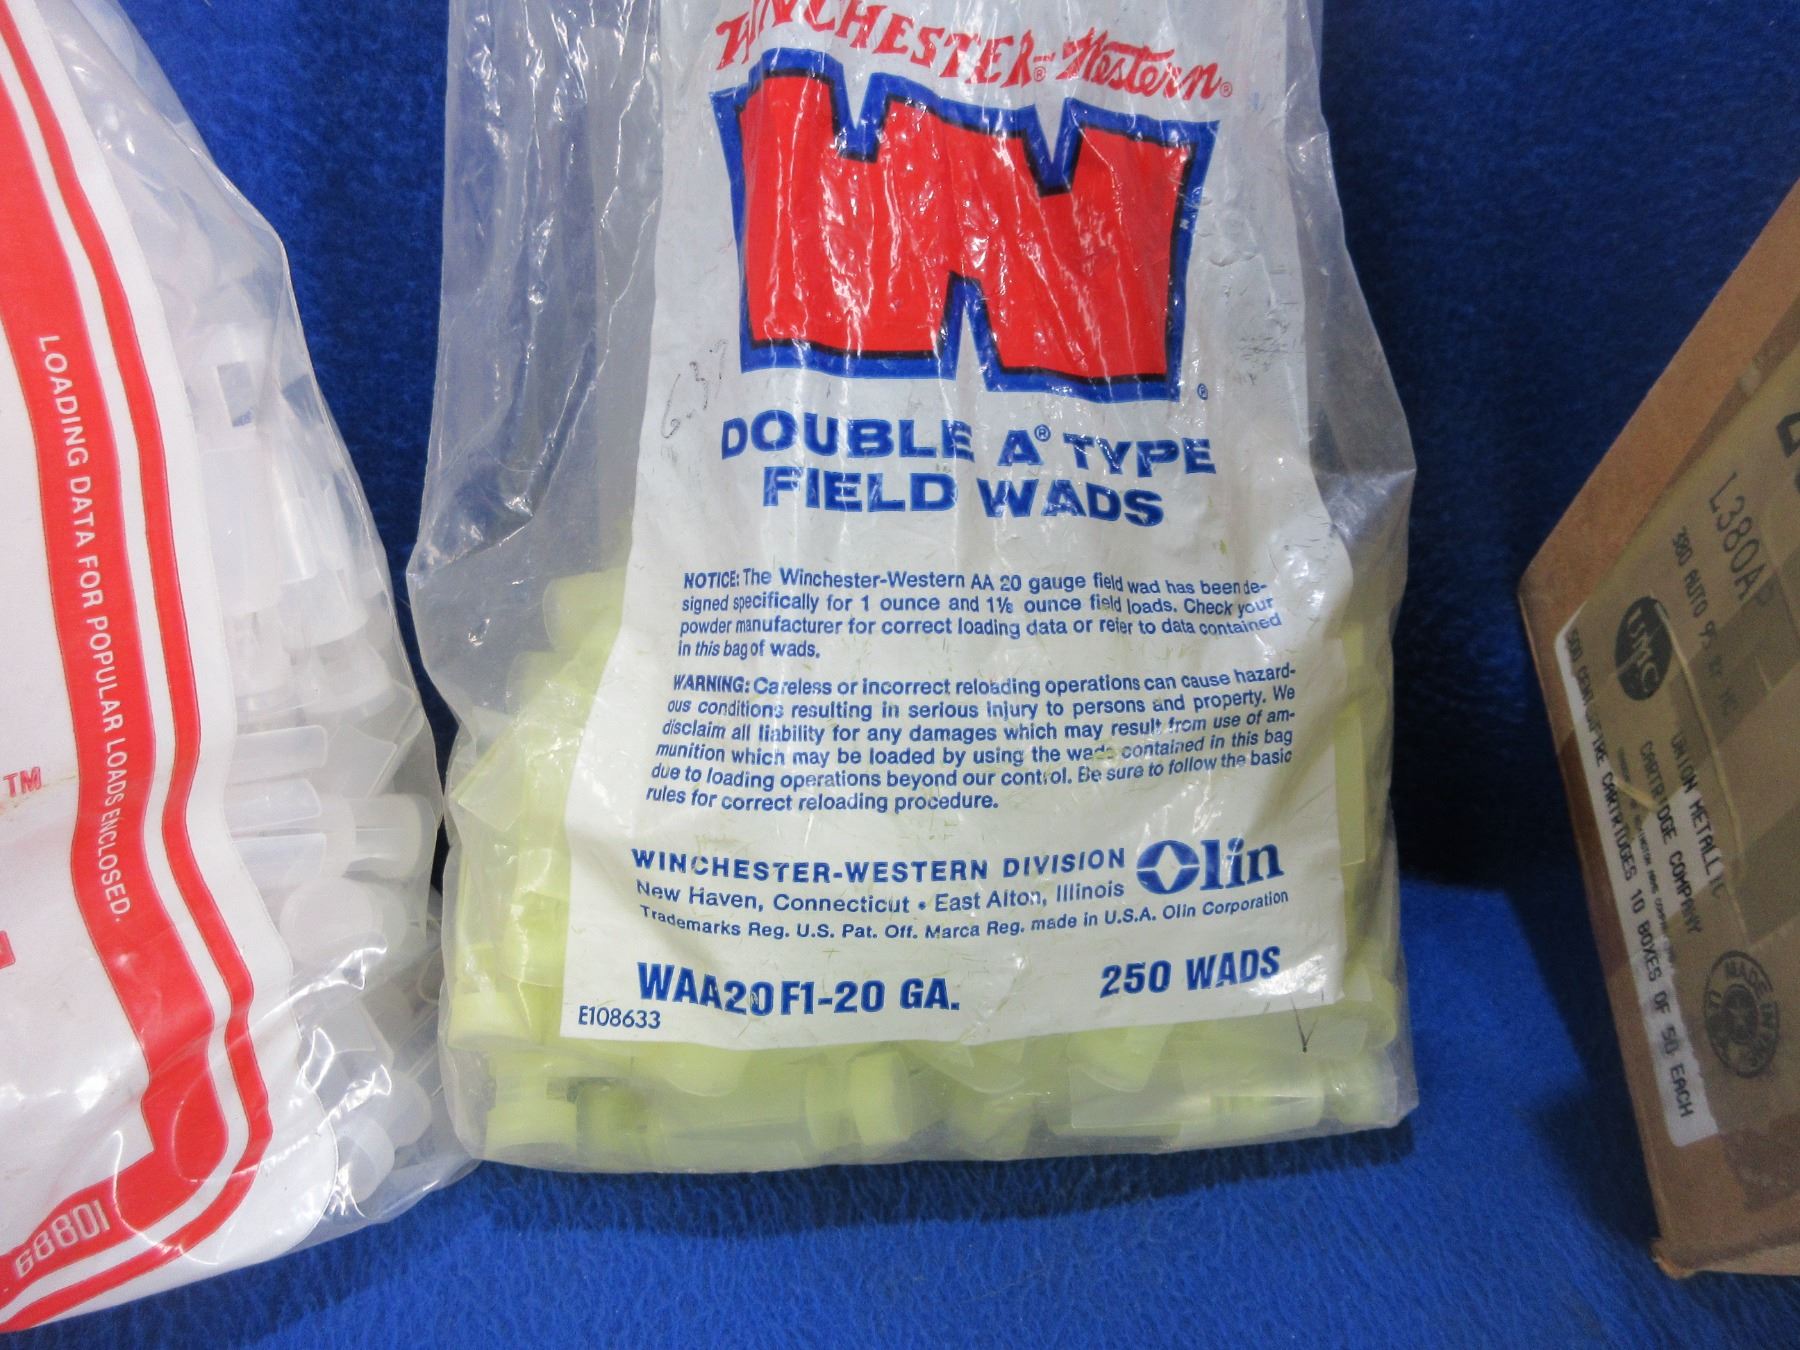 WINCHESTER®-Western®
W
®
DOUBLE A® TYPE
FIELD WADS
NOTICE: The Winchester-Western AA 20 gauge field wad has been de-
signed specifically for 1 ounce and 1⅛ ounce field loads. Check your
powder manufacturer for correct loading data or refer to data contained
in this bag of wads.
WARNING: Careless or incorrect reloading operations can cause hazard-
ous conditions resulting in serious injury to persons and property. We
disclaim all liability for any damages which may result from use of am-
munition which may be loaded by using the wads contained in this bag
due to loading operations beyond our control. Be sure to follow the basic
rules for correct reloading procedure.
WINCHESTER-WESTERN DIVISION Olin
New Haven, Connecticut • East Alton, Illinois
Trademarks Reg. U.S. Pat. Off. Marca Reg. made in U.S.A. Olin Corporation
WAA20F1-20 GA. 250 WADS
E108633
LOADING DATA FOR POPULAR LOADS ENCLOSED.
TM
L380AP
380 AUTO
UMC
UNION METALLIC
CARTRIDGE COMPANY
500 CENTERFIRE CARTRIDGES 10 BOXES OF 50 EACH
MADE IN